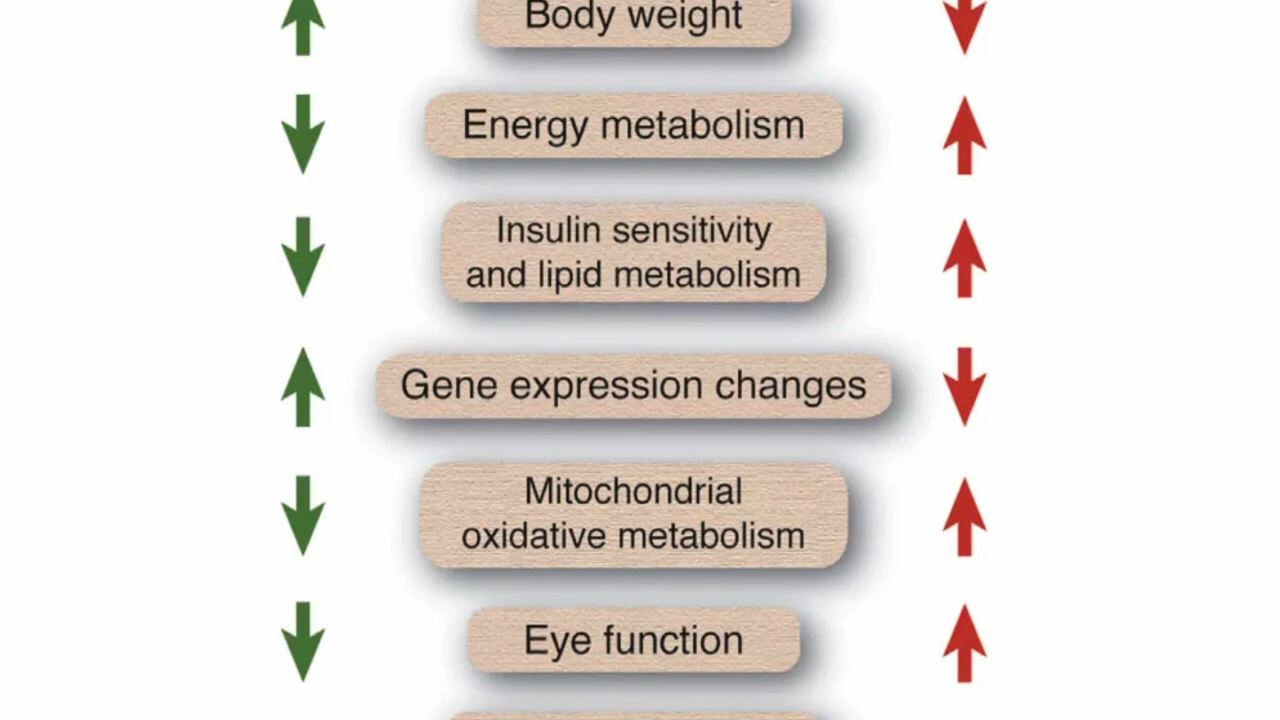 Body weight
Energy metabolism
Insulin sensitivity
and lipid metabolism
Gene expression changes
Mitochondrial
oxidative metabolism
Eye function